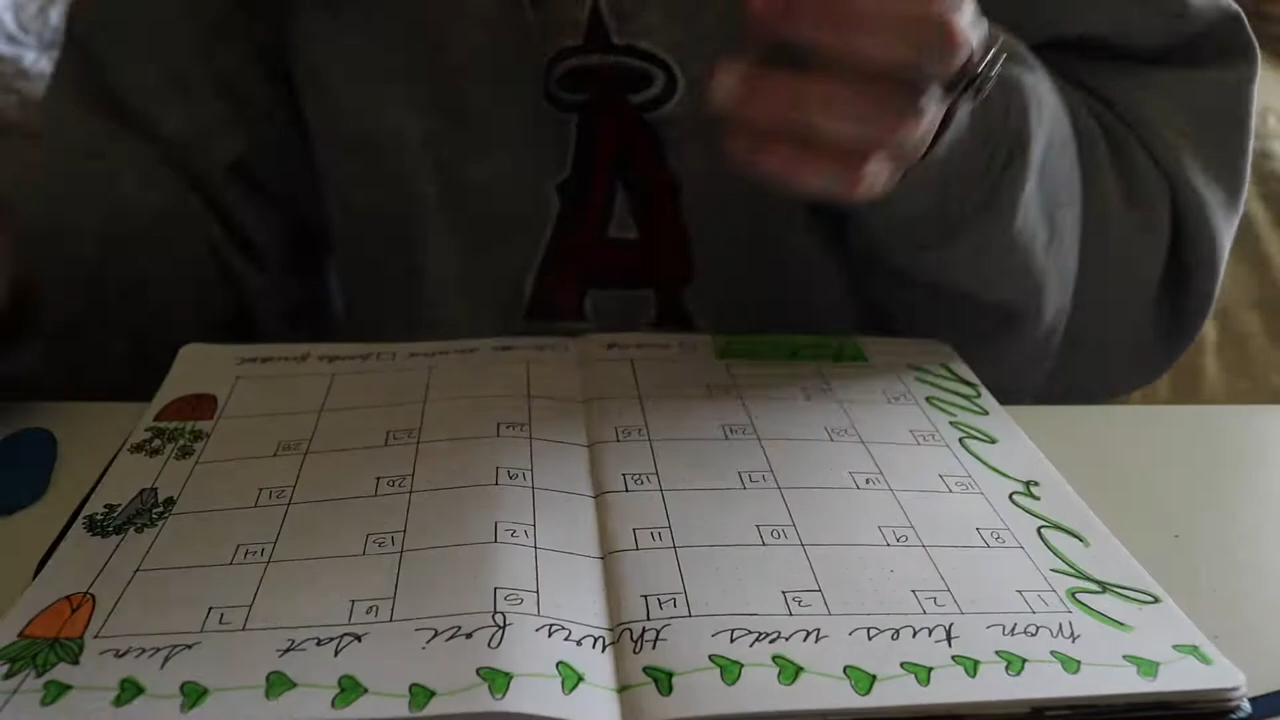 A
march
mon tues weds thurs fri sat sun
1 2 3 4 5 6 7
8 9 10 11 12 13 14
15 16 17 18 19 20 21
22 23 24 25 26 27 28
29